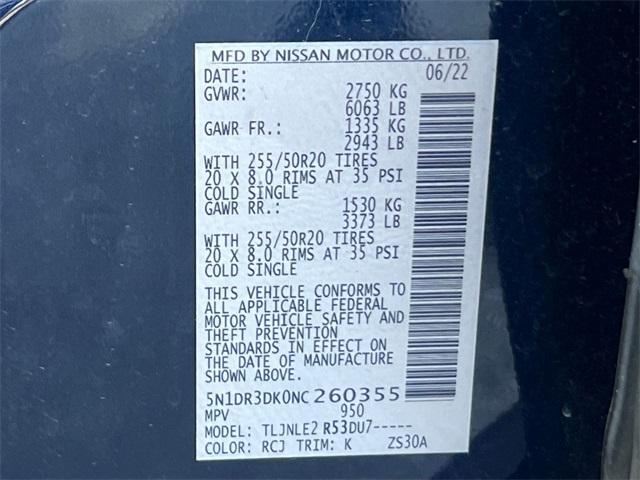 MFD BY NISSAN MOTOR CO., LTD.
DATE: 06/22
GVWR: 2750 KG
6063 LB
GAWR FR.: 1335 KG
2943 LB
WITH 255/50R20 TIRES
20 X 8.0 RIMS AT 35 PSI
COLD SINGLE
GAWR RR.: 1530 KG
3373 LB
WITH 255/50R20 TIRES
20 X 8.0 RIMS AT 35 PSI
COLD SINGLE
THIS VEHICLE CONFORMS TO
ALL APPLICABLE FEDERAL
MOTOR VEHICLE SAFETY AND
THEFT PREVENTION
STANDARDS IN EFFECT ON
THE DATE OF MANUFACTURE
SHOWN ABOVE.
5N1DR3DK0NC260355
MPV 950
MODEL: TLJNLE2 R53DU7-----
COLOR: RCJ TRIM: K ZS30A